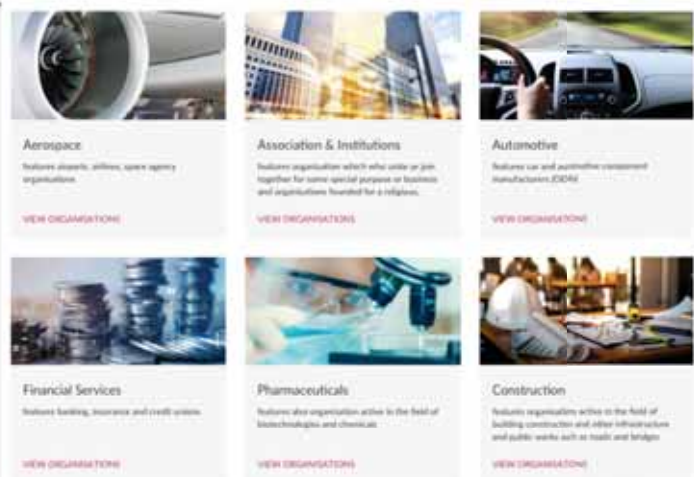 Aerospace
features airports, airlines, space agency
organisations
VIEW ORGANISATIONS
Association & Institutions
features organisation which who unite or join
together for some special purpose or business
and organisations founded for a religious,
VIEW ORGANISATIONS
Automotive
features car and automotive component
manufacturers (OEM)
VIEW ORGANISATIONS
Financial Services
features banking, insurance and credit unions
VIEW ORGANISATIONS
Pharmaceuticals
features also organisation active in the field of
biotechnologies and chemicals
VIEW ORGANISATIONS
Construction
features organisations active in the field of
building construction and other infrastructure
and public works such as roads and bridges
VIEW ORGANISATIONS